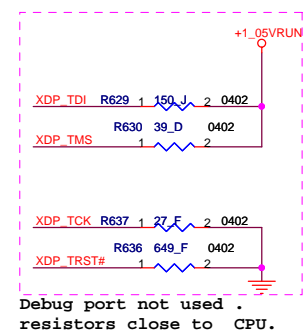 +1_05VRUN
XDP_TDI R629 1 150_J 2 0402
R630 39_D 0402
XDP_TMS 1 2
XDP_TCK R637 1 27_F 2 0402
R636 649_F 0402
XDP_TRST# 1 2
Debug port not used .
resistors close to CPU.